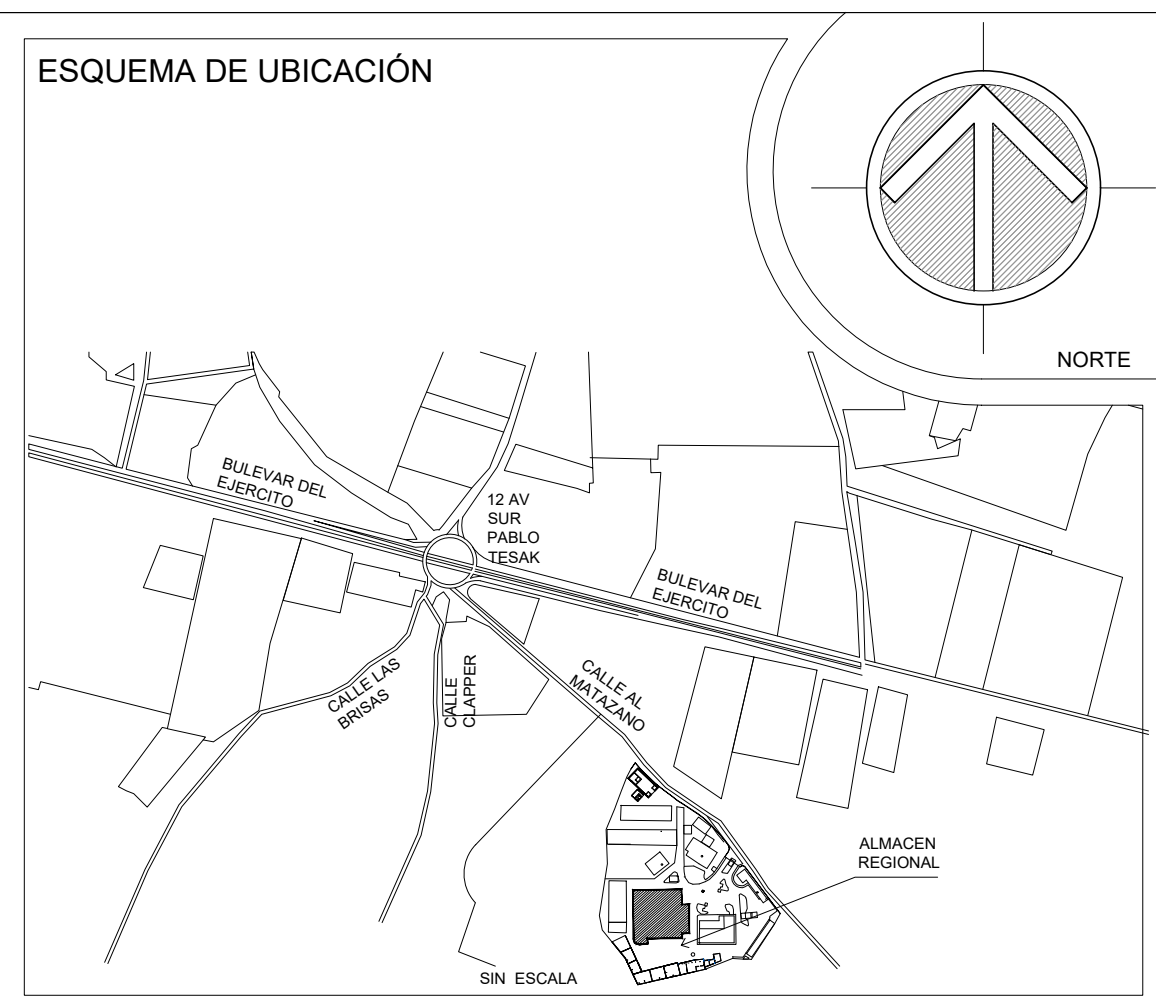 ESQUEMA DE UBICACIÓN
NORTE
BULEVAR DEL
EJERCITO
12 AV
SUR
PABLO
TESAK
BULEVAR DEL
EJERCITO
CALLE LAS
BRISAS
CALLE
CLAPPER
CALLE AL
MATAZANO
ALMACEN
REGIONAL
SIN ESCALA